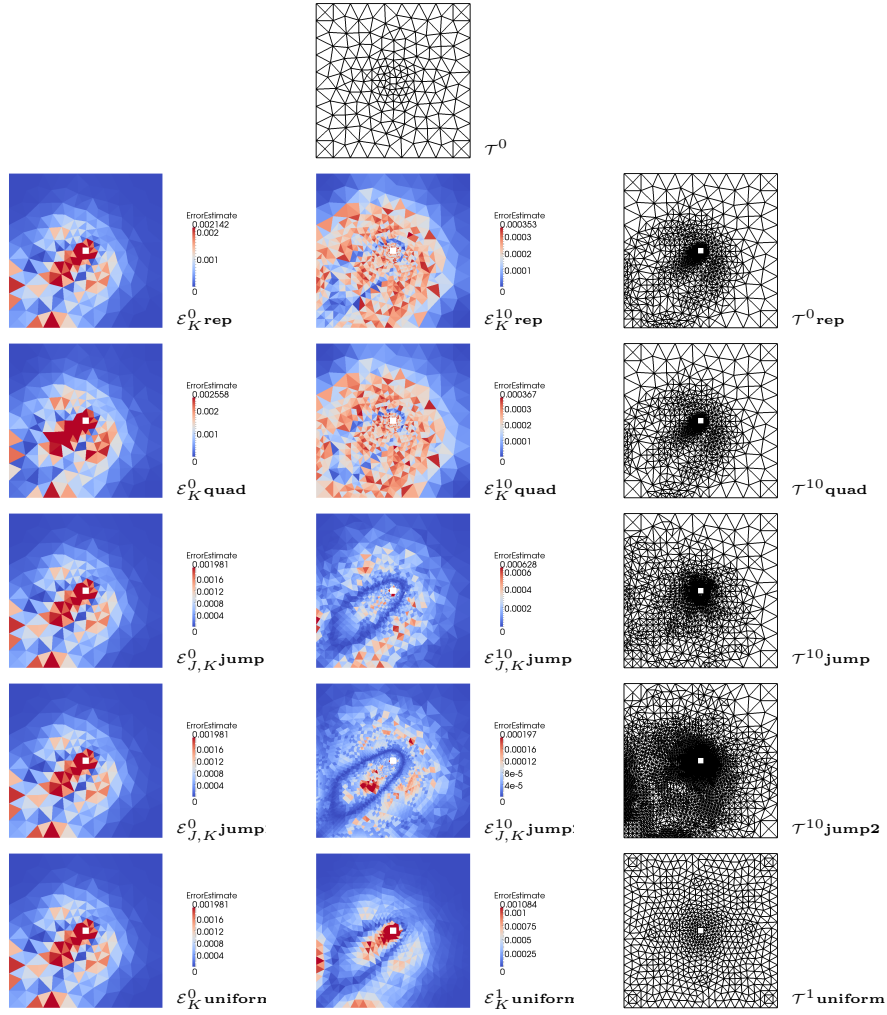 𝒯⁰
ErrorEstimate
0.002142
0.002
0.001
0
ℰ⁰_K rep
ErrorEstimate
0.000353
0.0003
0.0002
0.0001
0
ℰ¹⁰_K rep
𝒯⁰ rep
ErrorEstimate
0.002558
0.002
0.001
0
ℰ⁰_K quad
ErrorEstimate
0.000367
0.0003
0.0002
0.0001
0
ℰ¹⁰_K quad
𝒯¹⁰ quad
ErrorEstimate
0.001981
0.0016
0.0012
0.0008
0.0004
0
ℰ⁰_{J,K} jump
ErrorEstimate
0.000628
0.0006
0.0004
0.0002
0
ℰ¹⁰_{J,K} jump
𝒯¹⁰ jump
ErrorEstimate
0.001981
0.0016
0.0012
0.0008
0.0004
0
ℰ⁰_{J,K} jump
ErrorEstimate
0.000197
0.00016
0.00012
8e-5
4e-5
0
ℰ¹⁰_{J,K} jump
𝒯¹⁰ jump2
ErrorEstimate
0.001981
0.0016
0.0012
0.0008
0.0004
0
ℰ⁰_K uniform
ErrorEstimate
0.001084
0.001
0.00075
0.0005
0.00025
0
ℰ¹_K uniform
𝒯¹ uniform